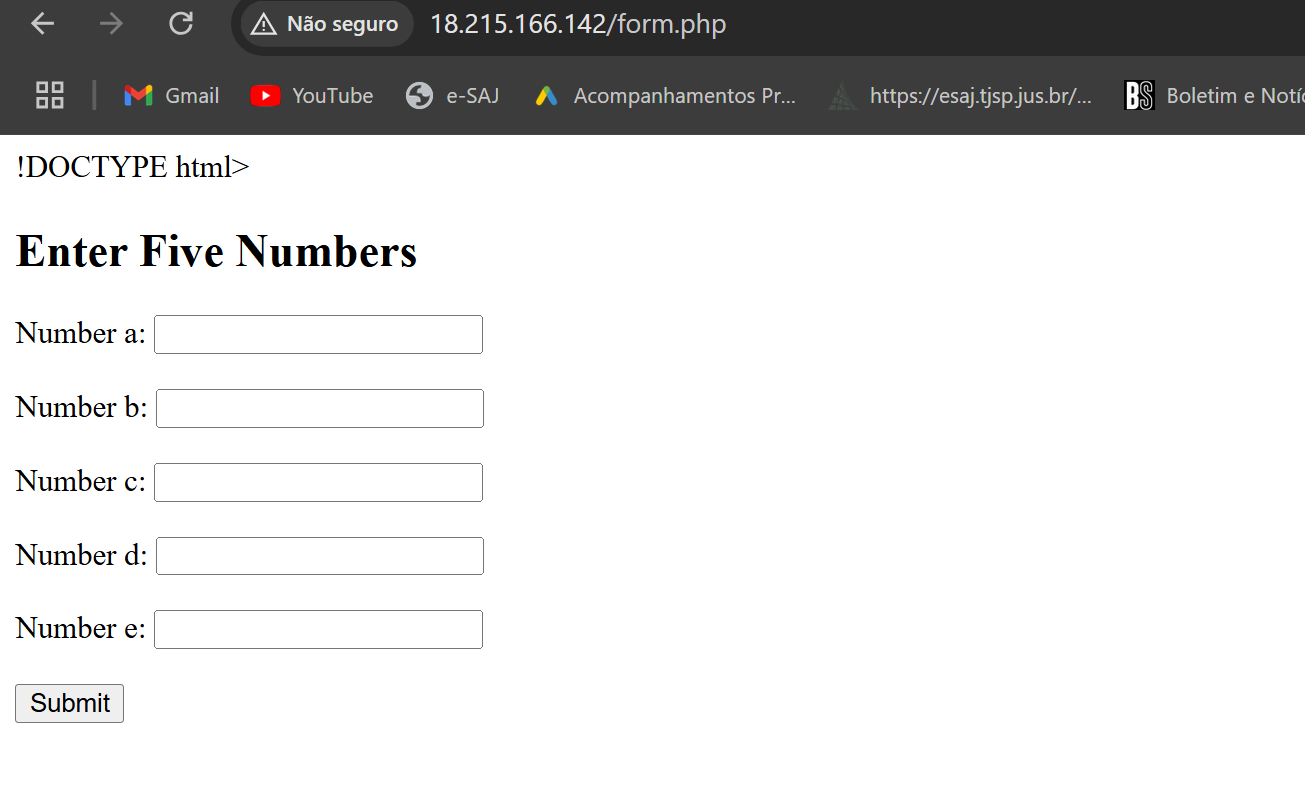 Não seguro 18.215.166.142/form.php
Gmail YouTube e-SAJ Acompanhamentos Pr... https://esaj.tjsp.jus.br/... BS Boletim e Notíc
!DOCTYPE html>
Enter Five Numbers
Number a:
Number b:
Number c:
Number d:
Number e:
Submit